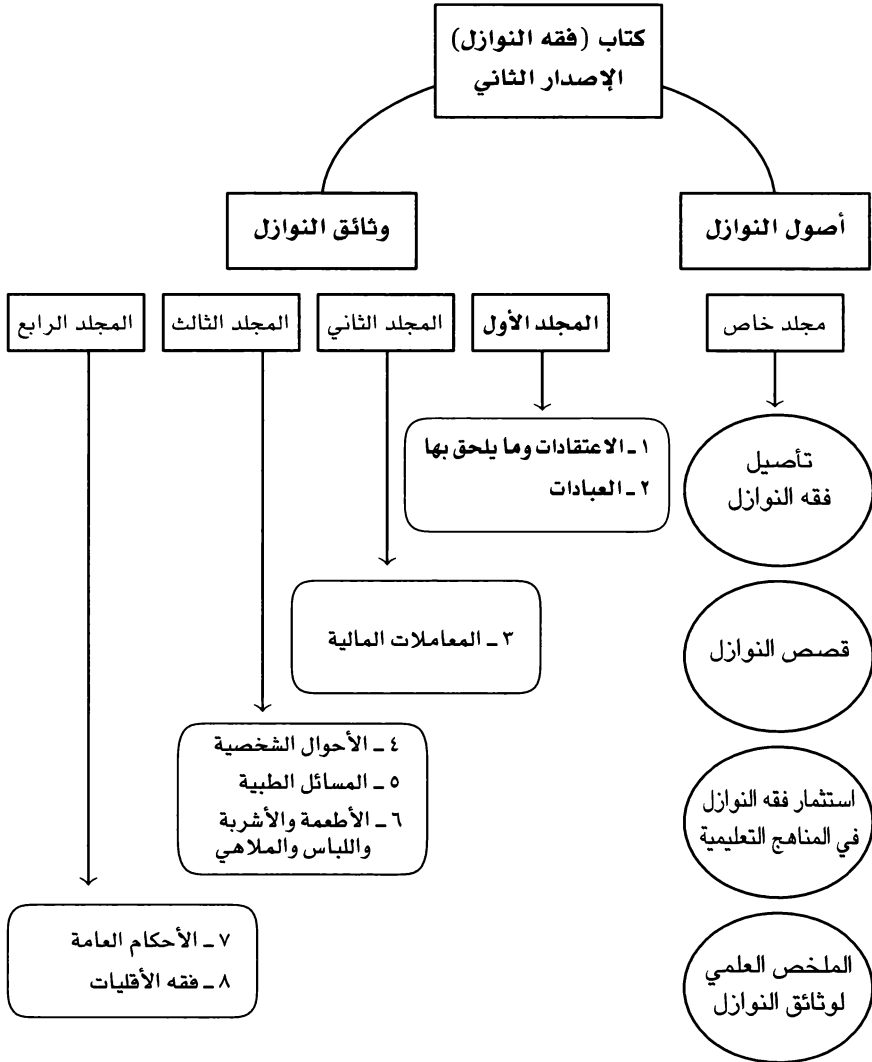 كتاب (فقه النوازل)
الإصدار الثاني
أصول النوازل
وثائق النوازل
مجلد خاص
المجلد الأول
المجلد الثاني
المجلد الثالث
المجلد الرابع
تأصيل
فقه النوازل
قصص النوازل
استثمار فقه النوازل
في المناهج التعليمية
الملخص العلمي
لوثائق النوازل
١ ـ الاعتقادات وما يلحق بها
٢ ـ العبادات
٣ ـ المعاملات المالية
٤ ـ الأحوال الشخصية
٥ ـ المسائل الطبية
٦ ـ الأطعمة والأشربة
واللباس والملاهي
٧ ـ الأحكام العامة
٨ ـ فقه الأقليات